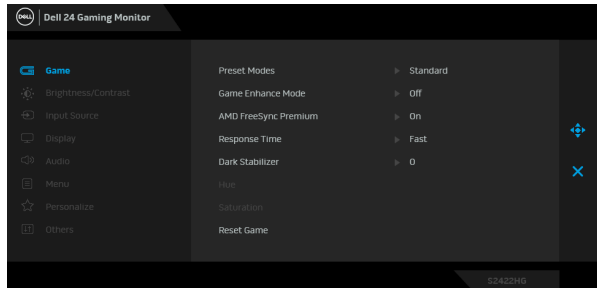 DELL Dell 24 Gaming Monitor
Game
Brightness/Contrast
Input Source
Display
Audio
Menu
Personalize
Others
Preset Modes Standard
Game Enhance Mode Off
AMD FreeSync Premium On
Response Time Fast
Dark Stabilizer 0
Hue
Saturation
Reset Game
S2422HG